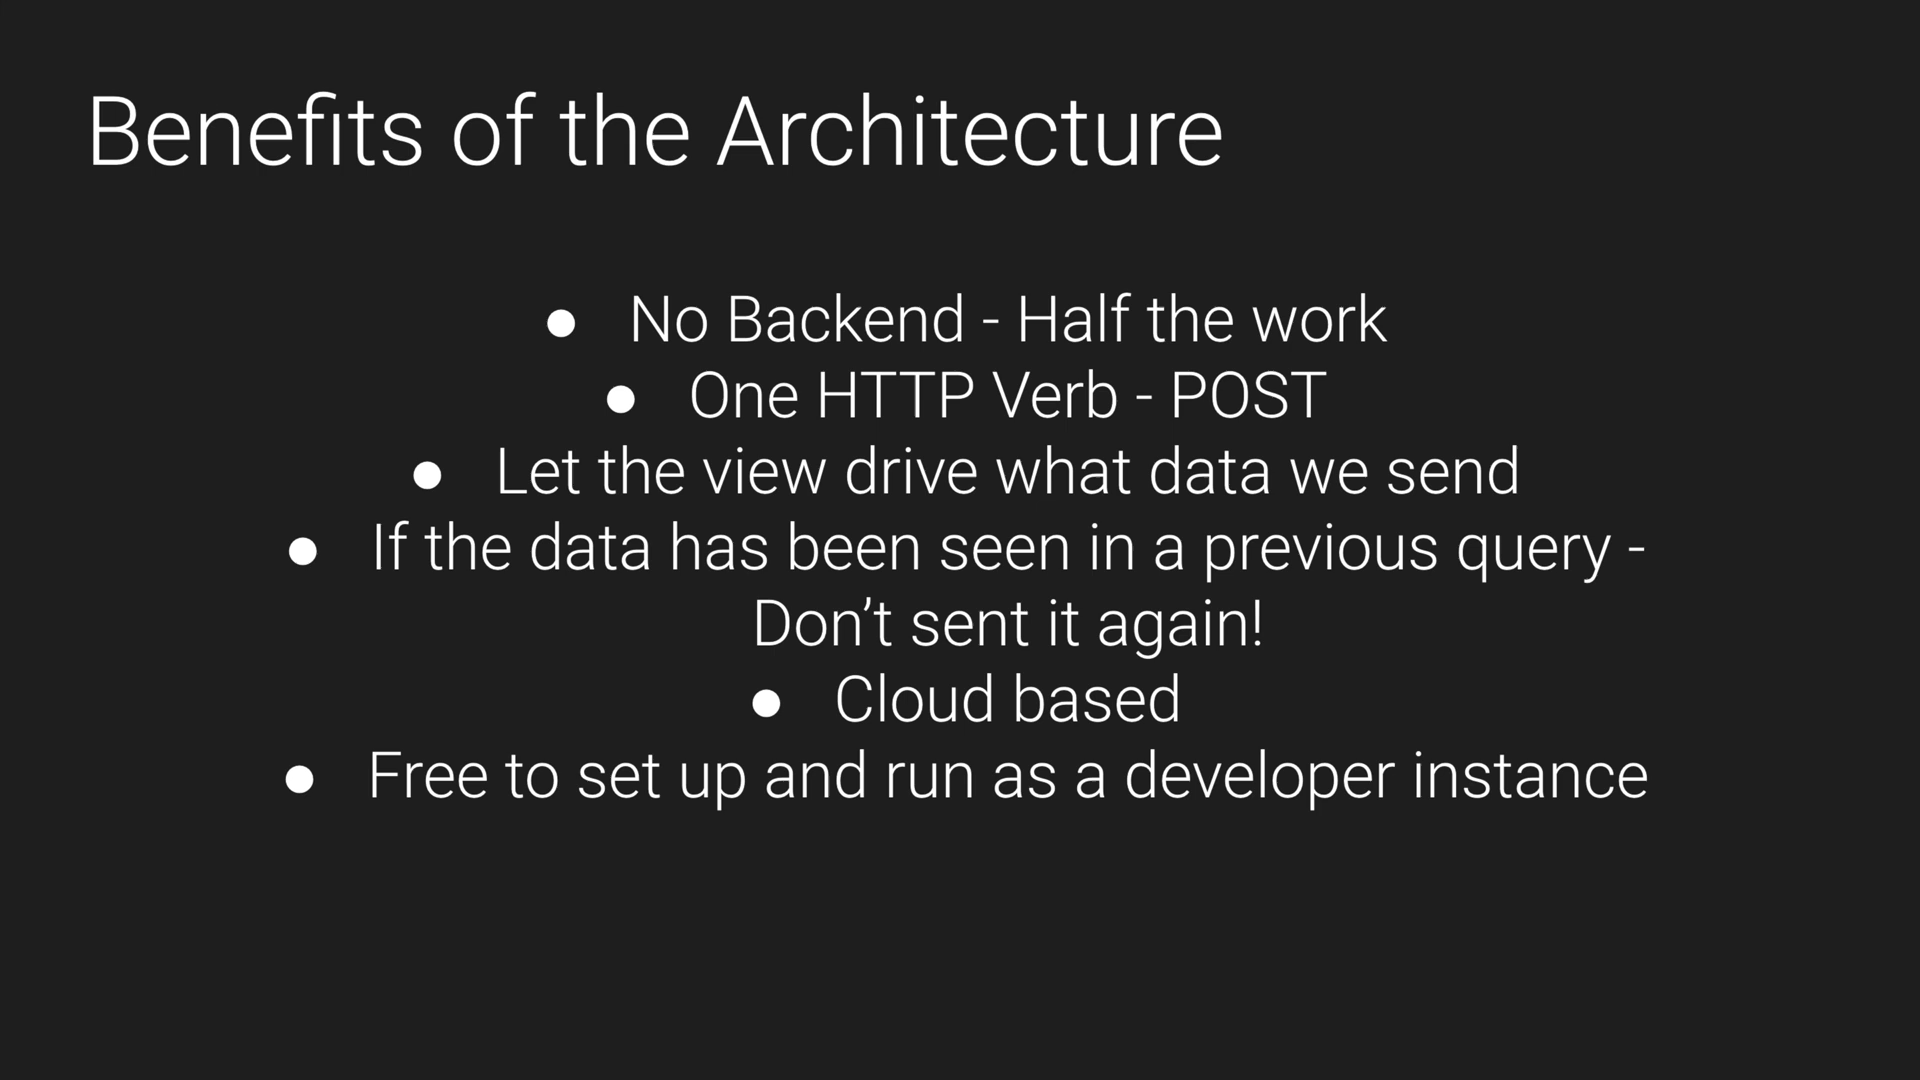 Benefits of the Architecture
● No Backend - Half the work
● One HTTP Verb - POST
● Let the view drive what data we send
● If the data has been seen in a previous query -
Don’t sent it again!
● Cloud based
● Free to set up and run as a developer instance